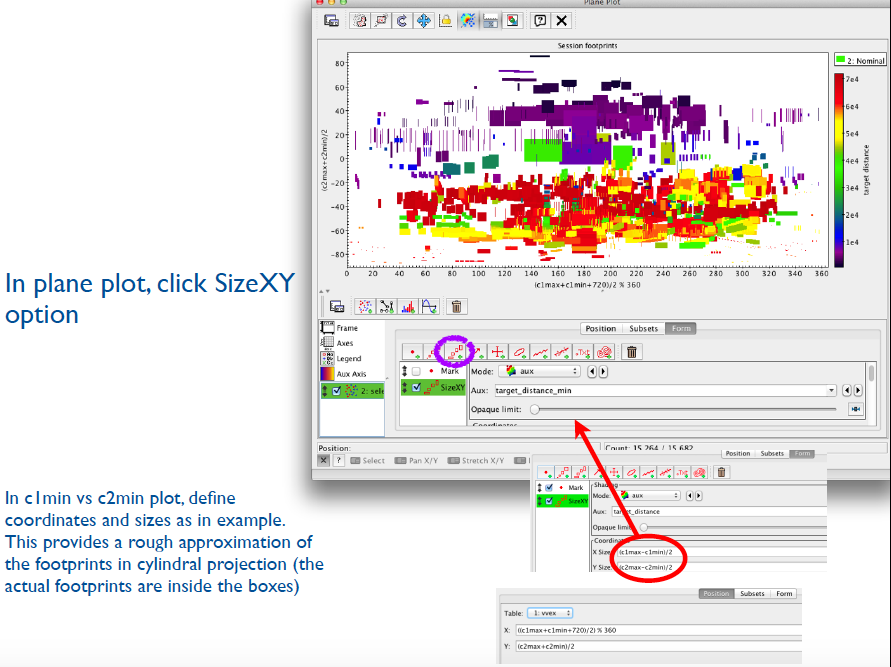 Plane Plot
Session footprints
2: Nominal
80
60
40
20
0
-20
-40
-60
-80
(c2max+c2min)/2
0 20 40 60 80 100 120 140 160 180 200 220 240 260 280 300 320 340 360
(c1max+c1min+720)/2 % 360
7e4
6e4
5e4
4e4
3e4
2e4
1e4
target distance
In plane plot, click SizeXY
option
Frame
Axes
Legend
Aux Axis
2: sele
Position Subsets Form
Mark
SizeXY
Mode: aux
Aux: target_distance_min
Opaque limit:
Coordinates
Position:
Count: 15,264 / 15,682
Select Pan X/Y Stretch X/Y
Position Subsets Form
Mark
SizeXY
Shading
Mode: aux
Aux: target_distance
Opaque limit
X Size: (c1max-c1min)/2
Y Size: (c2max-c2min)/2
In c1min vs c2min plot, define
coordinates and sizes as in example.
This provides a rough approximation of
the footprints in cylindral projection (the
actual footprints are inside the boxes)
Position Subsets Form
Table: 1: vvex
X: ((c1max+c1min+720)/2) % 360
Y: (c2max+c2min)/2